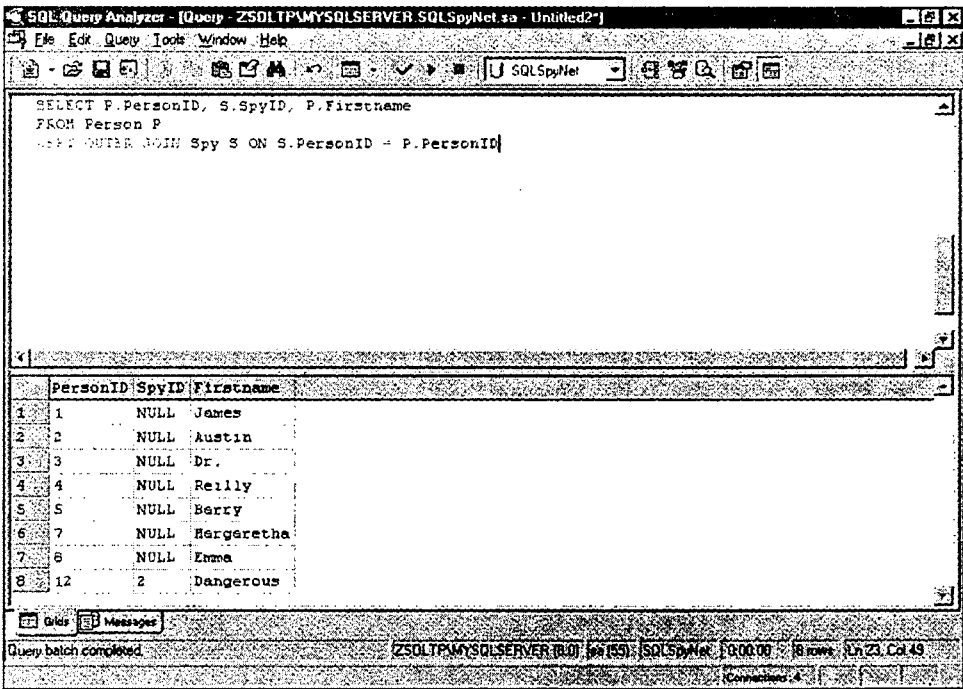 SQL Query Analyzer - [Query - ZSOLTP\MYSQLSERVER.SQLSpyNet.sa - Untitled2*]
File Edit Query Tools Window Help
SQLSpyNet
SELECT P.PersonID, S.SpyID, P.Firstname
FROM Person P
LEFT OUTER JOIN Spy S ON S.PersonID = P.PersonID
PersonID SpyID Firstname
1 1 NULL James
2 2 NULL Austin
3 3 NULL Dr.
4 4 NULL Reilly
5 5 NULL Barry
6 7 NULL Margaretha
7 8 NULL Emma
8 12 2 Dangerous
Grids Messages
Query batch completed. ZSOLTP\MYSQLSERVER (8.0) sa (55) SQLSpyNet 0:00:00 8 rows Ln 23, Col 49
Connections: 4